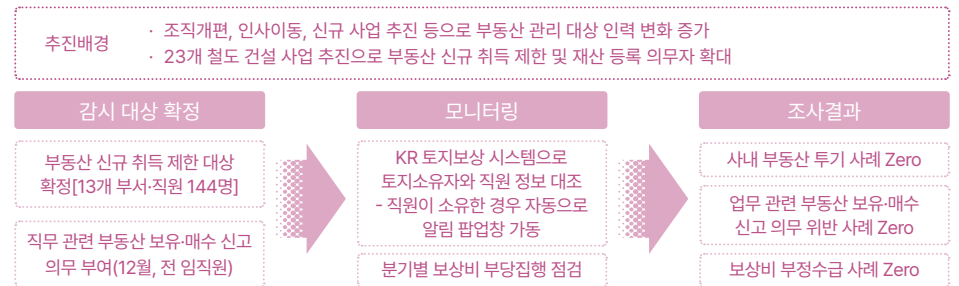 추진배경
· 조직개편, 인사이동, 신규 사업 추진 등으로 부동산 관리 대상 인력 변화 증가
· 23개 철도 건설 사업 추진으로 부동산 신규 취득 제한 및 재산 등록 의무자 확대
감시 대상 확정
부동산 신규 취득 제한 대상
확정[13개 부서·직원 144명]
직무 관련 부동산 보유·매수 신고
의무 부여(12월, 전 임직원)
모니터링
KR 토지보상 시스템으로
토지소유자와 직원 정보 대조
- 직원이 소유한 경우 자동으로
알림 팝업창 가동
분기별 보상비 부당집행 점검
조사결과
사내 부동산 투기 사례 Zero
업무 관련 부동산 보유·매수
신고 의무 위반 사례 Zero
보상비 부정수급 사례 Zero